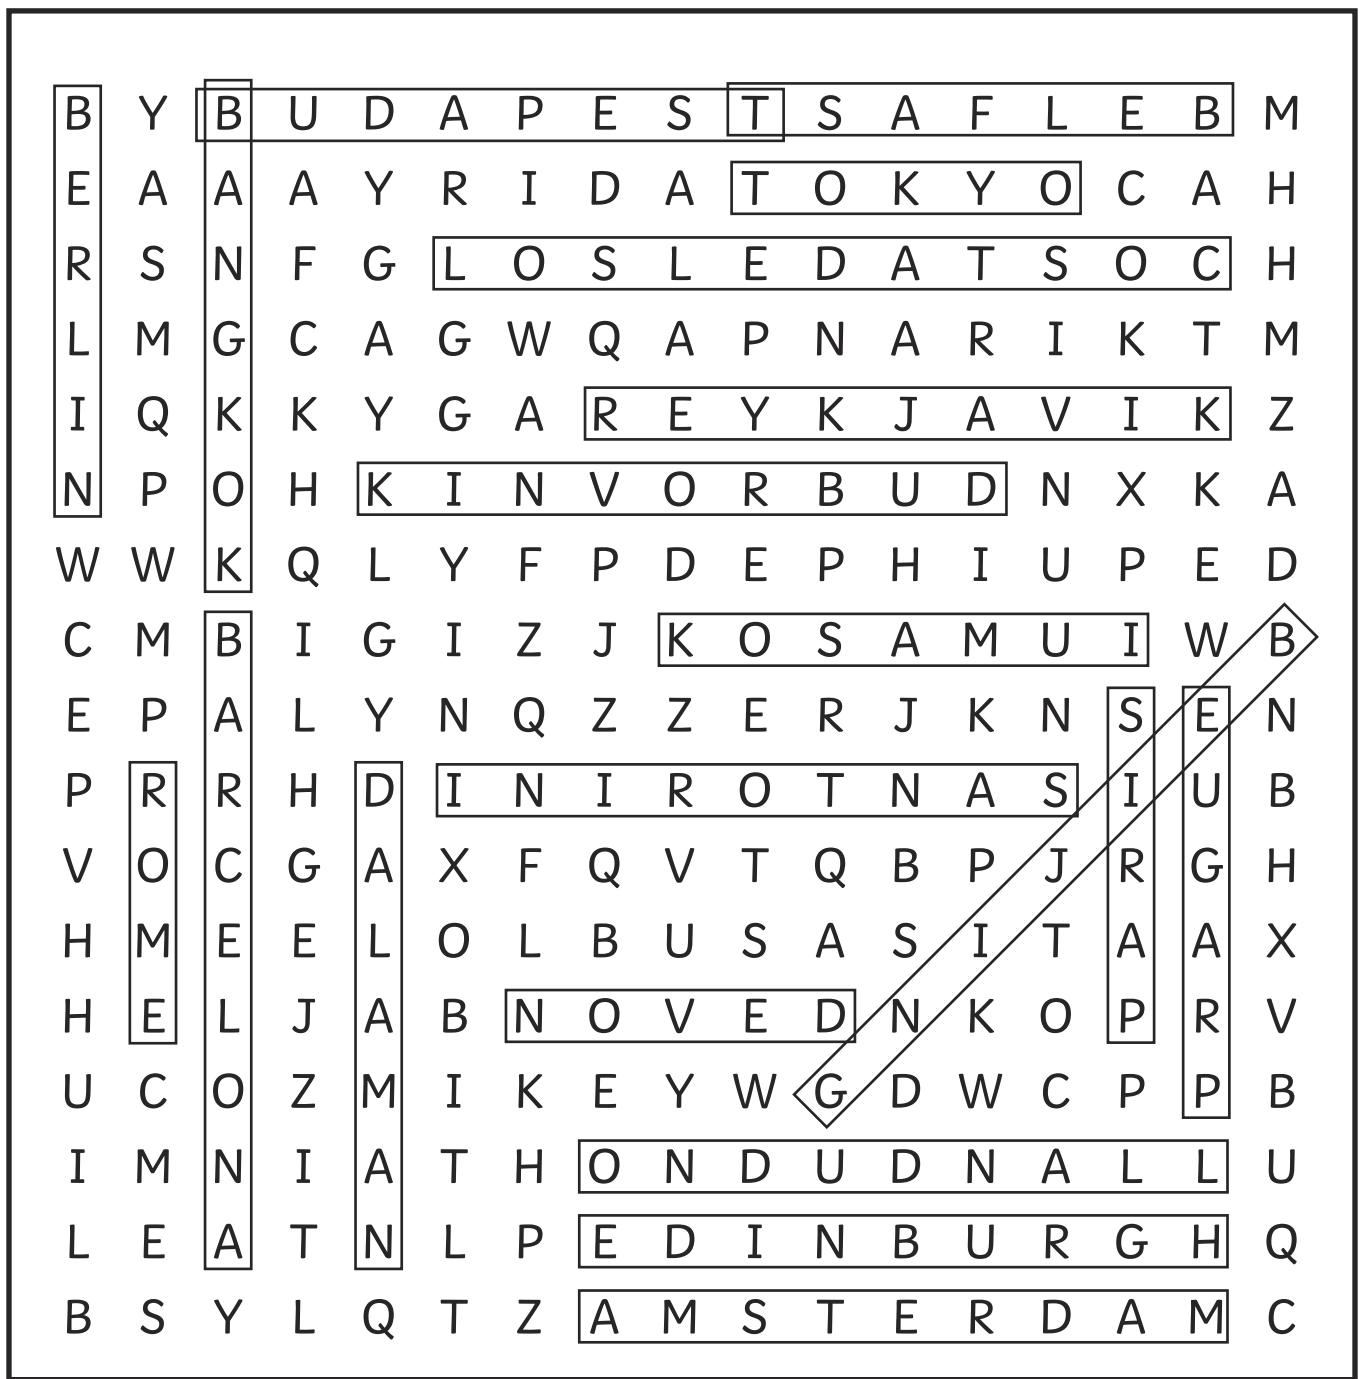 B Y B U D A P E S T S A F L E B M
E A A A Y R I D A T O K Y O C A H
R S N F G L O S L E D A T S O C H
L M G C A G W Q A P N A R I K T M
I Q K K Y G A R E Y K J A V I K Z
N P O H K I N V O R B U D N X K A
W W K Q L Y F P D E P H I U P E D
C M B I G I Z J K O S A M U I W B
E P A L Y N Q Z Z E R J K N S E N
P R R H D I N I R O T N A S I U B
V O C G A X F Q V T Q B P J R G H
H M E E L O L B U S A S I T A A X
H E L J A B N O V E D N K O P R V
U C O Z M I K E Y W G D W C P P B
I M N I A T H O N D U D N A L L U
L E A T N L P E D I N B U R G H Q
B S Y L Q T Z A M S T E R D A M C